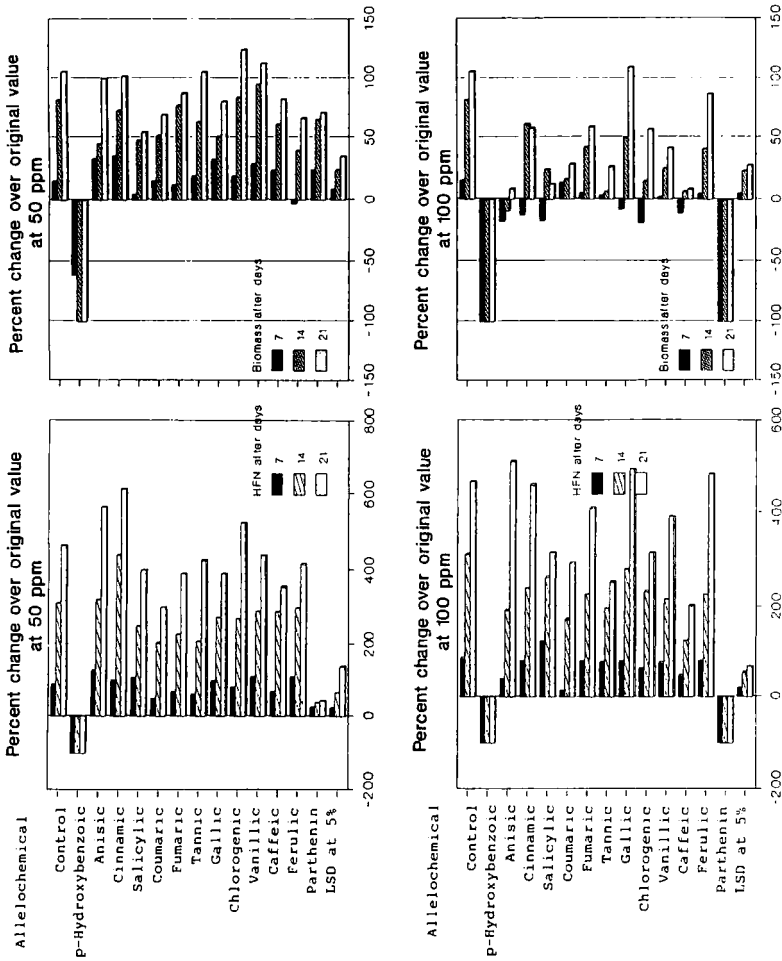 Allelochemical
Control
p-Hydroxybenzoic
Anisic
Cinnamic
Salicylic
Coumaric
Fumaric
Tannic
Gallic
Chlorogenic
Vanillic
Caffeic
Ferulic
Parthenin
LSD at 5%
Percent change over original value
at 50 ppm
HFN after days
7
14
21
-200
0
200
400
600
800
Percent change over original value
at 50 ppm
Biomass after days
7
14
21
-150
-100
-50
0
50
100
150
Allelochemical
Control
p-Hydroxybenzoic
Anisic
Cinnamic
Salicylic
Coumaric
Fumaric
Tannic
Gallic
Chlorogenic
Vanillic
Caffeic
Ferulic
Parthenin
LSD at 5%
Percent change over original value
at 100 ppm
HFN after days
7
14
21
-200
0
200
400
600
Percent change over original value
at 100 ppm
Biomass after days
7
14
21
-150
-100
-50
0
50
100
150